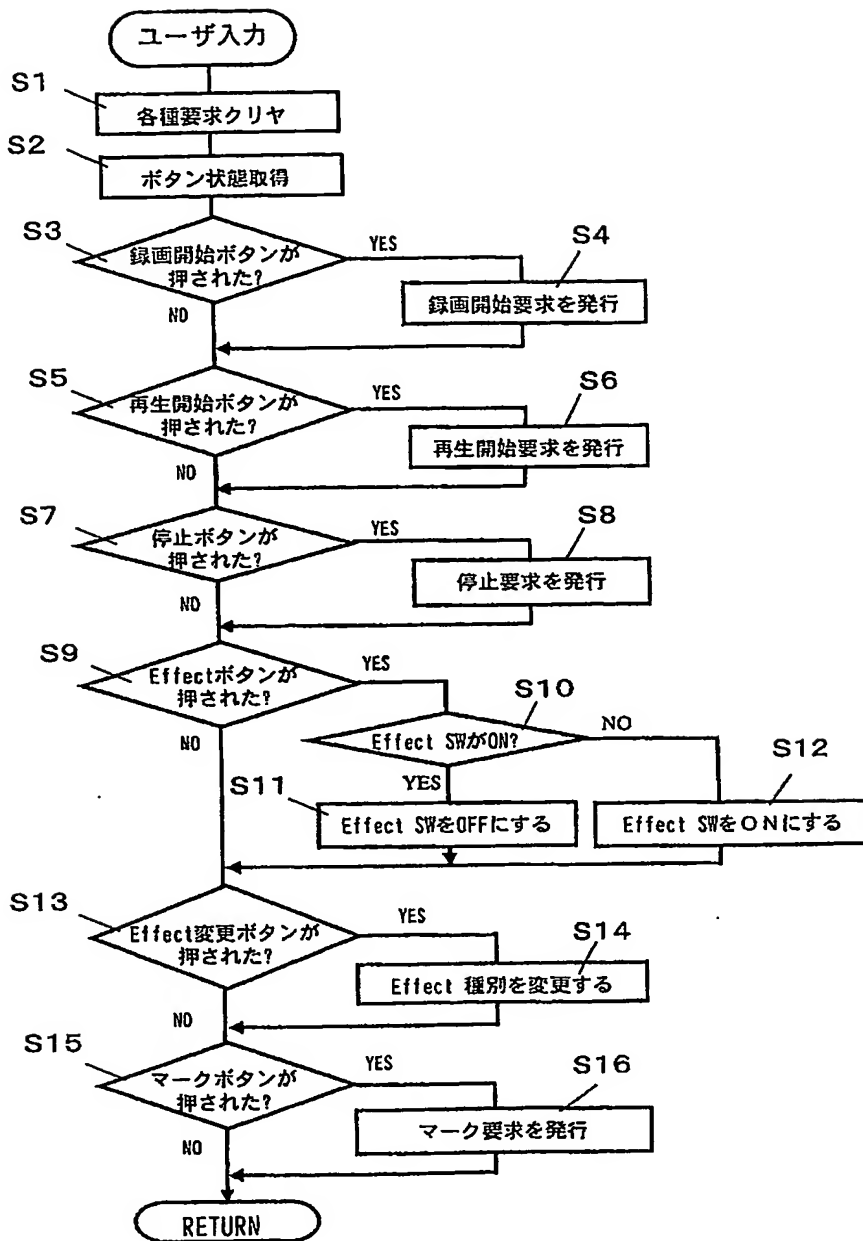 ユーザ入力
S1
各種要求クリヤ
S2
ボタン状態取得
S3
録画開始ボタンが
押された?
YES
NO
S4
録画開始要求を発行
S5
再生開始ボタンが
押された?
YES
NO
S6
再生開始要求を発行
S7
停止ボタンが
押された?
YES
NO
S8
停止要求を発行
S9
Effectボタンが
押された?
YES
NO
S10
Effect SWがON?
NO
YES
S11
Effect SWをOFFにする
S12
Effect SWをONにする
S13
Effect変更ボタンが
押された?
YES
NO
S14
Effect 種別を変更する
S15
マークボタンが
押された?
YES
NO
S16
マーク要求を発行
RETURN